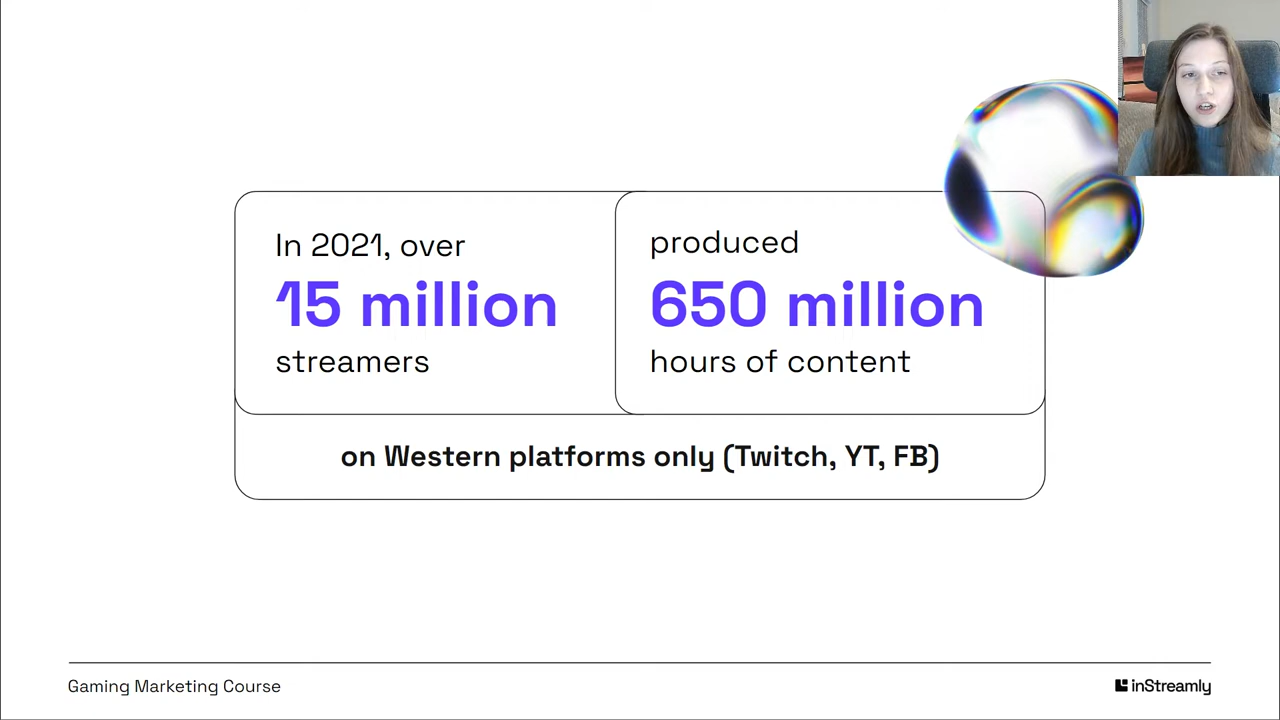 In 2021, over
15 million
streamers
produced
650 million
hours of content
on Western platforms only (Twitch, YT, FB)
Gaming Marketing Course
inStreamly